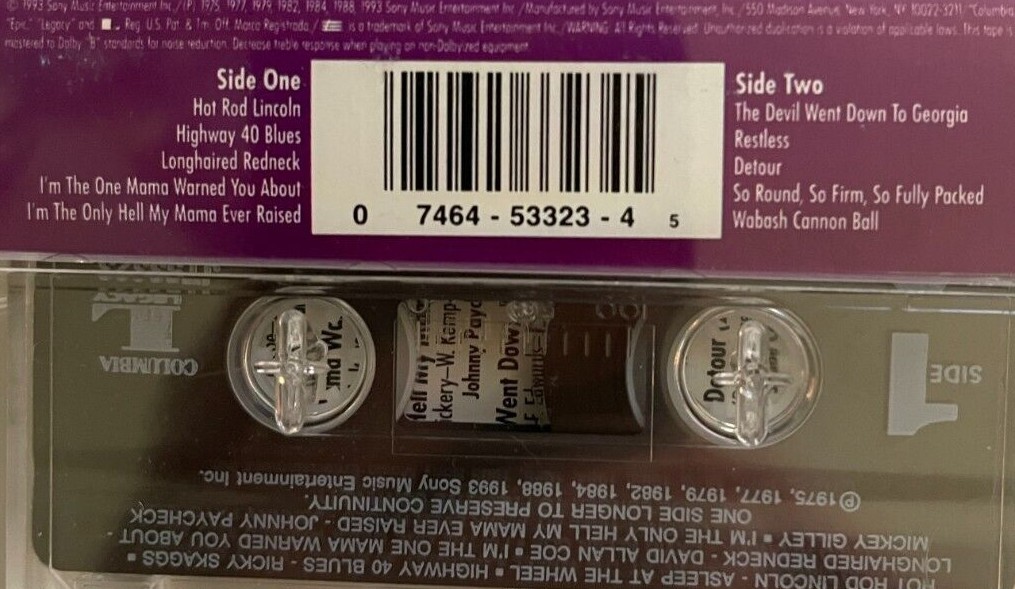 © 1993 Sony Music Entertainment Inc./(P) 1975, 1977, 1979, 1982, 1984, 1988, 1993 Sony Music Entertainment Inc./Manufactured by Sony Music Entertainment, Inc./550 Madison Avenue, New York, NY 10022-3211/"Columbia
"Epic," "Legacy" and Reg. U.S. Pat. & Tm. Off. Marca Registrada./ is a trademark of Sony Music Entertainment Inc./WARNING: All Rights Reserved. Unauthorized duplication is a violation of applicable laws. This tape is
mastered to Dolby "B" standards for noise reduction. Decrease treble response when playing on non-Dolbyized equipment.
Side One
Hot Rod Lincoln
Highway 40 Blues
Longhaired Redneck
I'm The One Mama Warned You About
I'm The Only Hell My Mama Ever Raised
0 7464 - 53323 - 4 5
Side Two
The Devil Went Down To Georgia
Restless
Detour
So Round, So Firm, So Fully Packed
Wabash Cannon Ball
HOT ROD LINCOLN - ASLEEP AT THE WHEEL ▪ HIGHWAY 40 BLUES - RICKY SKAGGS ▪
LONGHAIRED REDNECK - DAVID ALLAN COE ▪ I'M THE ONE MAMA WARNED YOU ABOUT -
MICKEY GILLEY ▪ I'M THE ONLY HELL MY MAMA EVER RAISED - JOHNNY PAYCHECK
ONE SIDE LONGER TO PRESERVE CONTINUITY.
℗ 1975, 1977, 1979, 1982, 1984, 1988, 1993 Sony Music Entertainment Inc.
SIDE 1
COLUMBIA
LEGACY
Hell My
ckery–W. Kemp
Johnny Payc
Went Dow
Detour